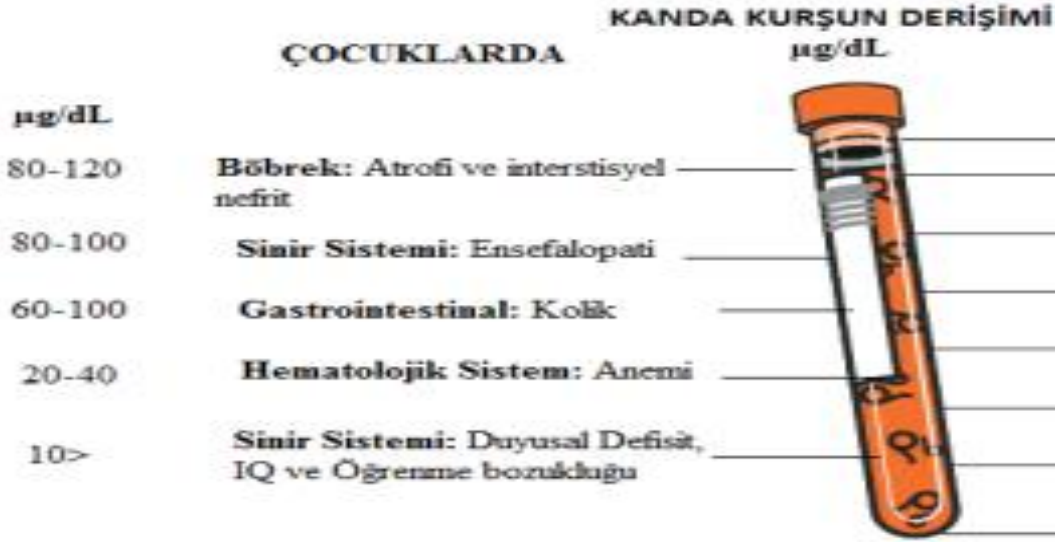 KANDA KURŞUN DERİŞİMİ
µg/dL
ÇOCUKLARDA
µg/dL
80-120 Böbrek: Atrofi ve interstisyel
nefrit
80-100 Sinir Sistemi: Ensefalopati
60-100 Gastrointestinal: Kolik
20-40 Hematolojik Sistem: Anemi
10> Sinir Sistemi: Duyusal Defisit,
IQ ve Öğrenme bozukluğu